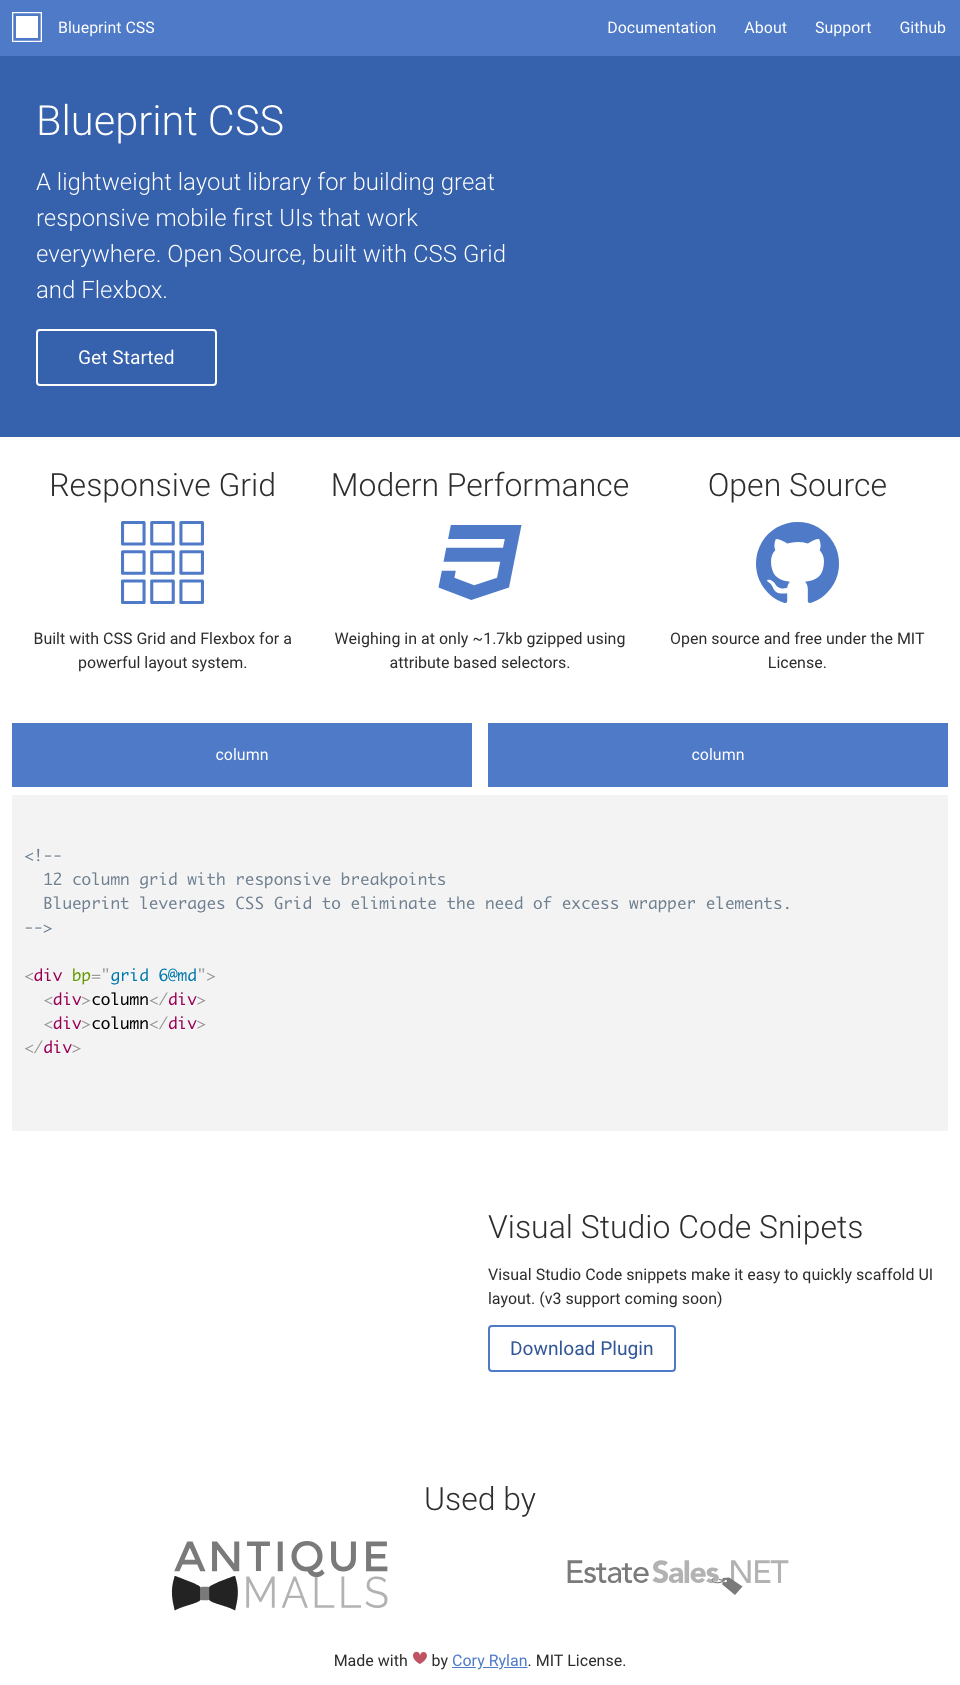 Blueprint CSS
Documentation
About
Support
Github
Blueprint CSS
A lightweight layout library for building great
responsive mobile first UIs that work
everywhere. Open Source, built with CSS Grid
and Flexbox.
Get Started
Responsive Grid
Built with CSS Grid and Flexbox for a
powerful layout system.
Modern Performance
Weighing in at only ~1.7kb gzipped using
attribute based selectors.
Open Source
Open source and free under the MIT
License.
column
column
<!--
  12 column grid with responsive breakpoints
  Blueprint leverages CSS Grid to eliminate the need of excess wrapper elements.
-->
<div bp="grid 6@md">
  <div>column</div>
  <div>column</div>
</div>
Visual Studio Code Snipets
Visual Studio Code snippets make it easy to quickly scaffold UI
layout. (v3 support coming soon)
Download Plugin
Used by
ANTIQUE
MALLS
EstateSales.NET
Made with ❤ by Cory Rylan. MIT License.